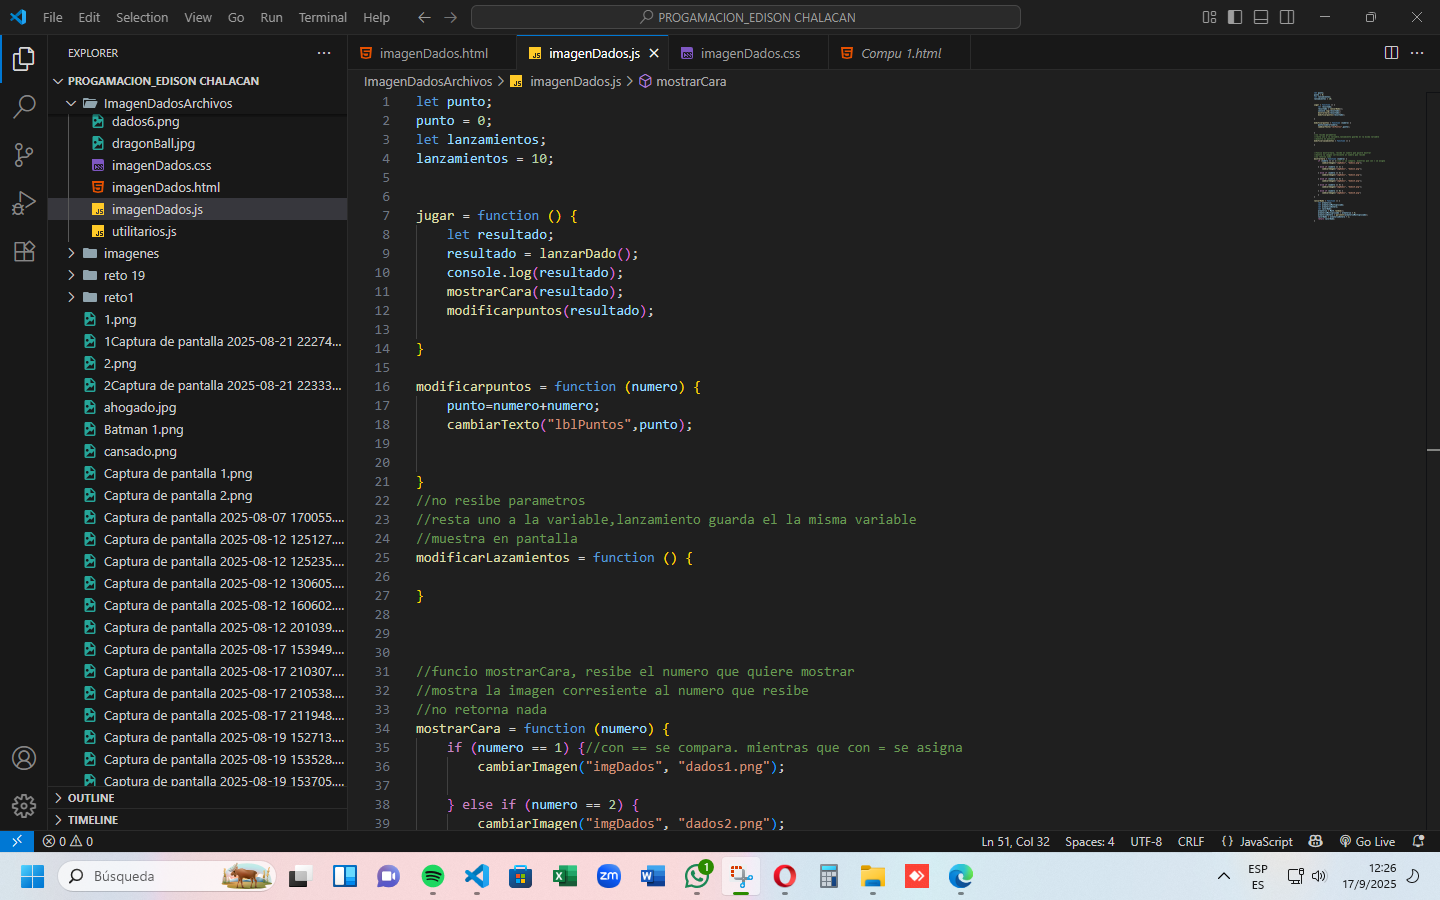 File Edit Selection View Go Run Terminal Help
PROGAMACION_EDISON CHALACAN
EXPLORER
PROGAMACION_EDISON CHALACAN
ImagenDadosArchivos
dados6.png
dragonBall.jpg
imagenDados.css
imagenDados.html
imagenDados.js
utilitarios.js
imagenes
reto 19
reto1
1.png
1Captura de pantalla 2025-08-21 22274...
2.png
2Captura de pantalla 2025-08-21 22333...
ahogado.jpg
Batman 1.png
cansado.png
Captura de pantalla 1.png
Captura de pantalla 2.png
Captura de pantalla 2025-08-07 170055....
Captura de pantalla 2025-08-12 125127....
Captura de pantalla 2025-08-12 125235....
Captura de pantalla 2025-08-12 130605....
Captura de pantalla 2025-08-12 160602....
Captura de pantalla 2025-08-12 201039....
Captura de pantalla 2025-08-17 153949....
Captura de pantalla 2025-08-17 210307....
Captura de pantalla 2025-08-17 210538....
Captura de pantalla 2025-08-17 211948....
Captura de pantalla 2025-08-19 152713....
Captura de pantalla 2025-08-19 153528....
Captura de pantalla 2025-08-19 153705....
OUTLINE
TIMELINE
imagenDados.html imagenDados.js imagenDados.css Compu 1.html
ImagenDadosArchivos > imagenDados.js > mostrarCara
1 let punto;
2 punto = 0;
3 let lanzamientos;
4 lanzamientos = 10;
5
6
7 jugar = function () {
8 let resultado;
9 resultado = lanzarDado();
10 console.log(resultado);
11 mostrarCara(resultado);
12 modificarpuntos(resultado);
13
14 }
15
16 modificarpuntos = function (numero) {
17 punto=numero+numero;
18 cambiarTexto("lblPuntos",punto);
19
20
21 }
22 //no resibe parametros
23 //resta uno a la variable,lanzamiento guarda el la misma variable
24 //muestra en pantalla
25 modificarLazamientos = function () {
26
27 }
28
29
30
31 //funcio mostrarCara, resibe el numero que quiere mostrar
32 //mostra la imagen corresiente al numero que resibe
33 //no retorna nada
34 mostrarCara = function (numero) {
35 if (numero == 1) {//con == se compara. mientras que con = se asigna
36 cambiarImagen("imgDados", "dados1.png");
37
38 } else if (numero == 2) {
39 cambiarImagen("imgDados", "dados2.png");
0 0 Ln 51, Col 32 Spaces: 4 UTF-8 CRLF {} JavaScript Go Live
Búsqueda
zm
1
ESP
ES
12:26
17/9/2025